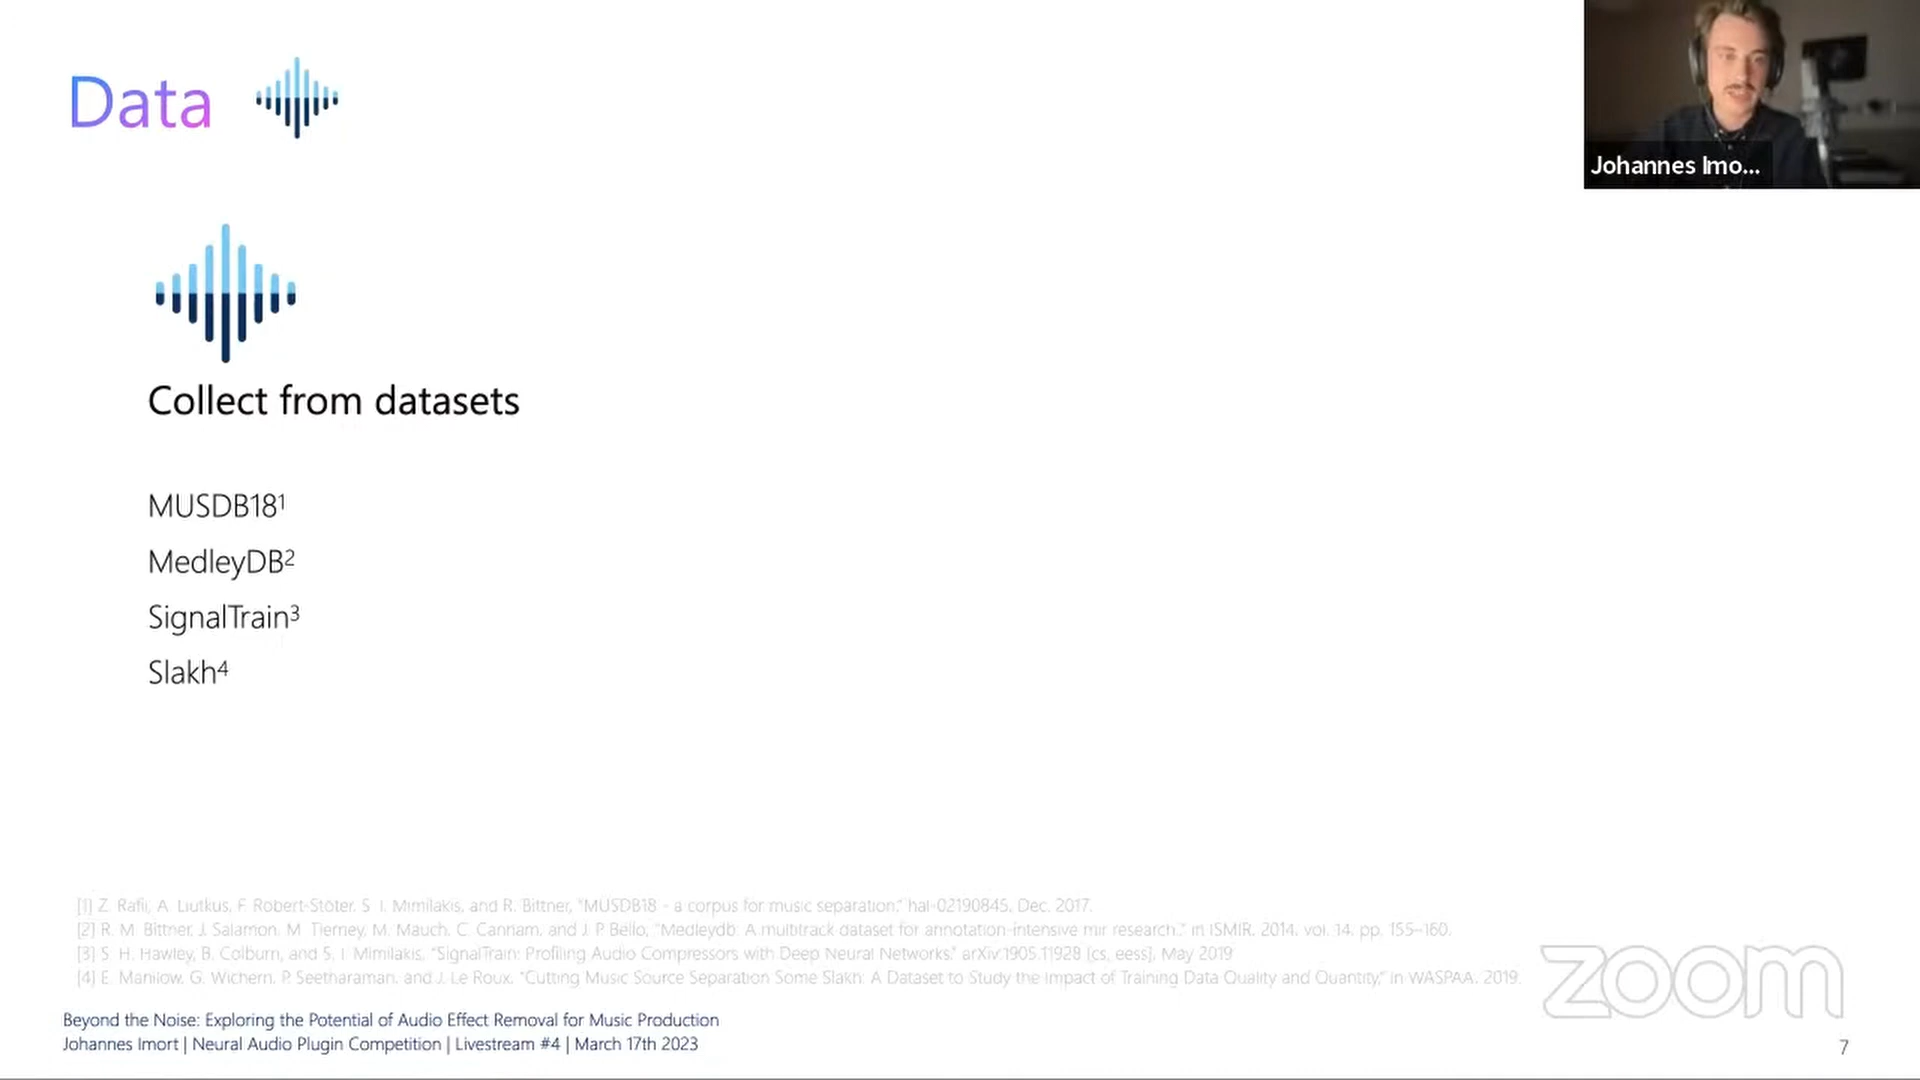 Data
Johannes Imo...
Collect from datasets
MUSDB18¹
MedleyDB²
SignalTrain³
Slakh⁴
[1] Z. Rafii, A. Liutkus, F. Robert-Stöter, S. I. Mimilakis, and R. Bittner, "MUSDB18 - a corpus for music separation," hal-02190845, Dec. 2017.
[2] R. M. Bittner, J. Salamon, M. Tierney, M. Mauch, C. Cannam, and J. P. Bello, "Medleydb: A multitrack dataset for annotation-intensive mir research.," in ISMIR, 2014, vol. 14, pp. 155–160.
[3] S. H. Hawley, B. Colburn, and S. I. Mimilakis, "SignalTrain: Profiling Audio Compressors with Deep Neural Networks," arXiv:1905.11928 [cs, eess], May 2019
[4] E. Manilow, G. Wichern, P. Seetharaman, and J. Le Roux, "Cutting Music Source Separation Some Slakh: A Dataset to Study the Impact of Training Data Quality and Quantity," in WASPAA, 2019.
zoom
Beyond the Noise: Exploring the Potential of Audio Effect Removal for Music Production
Johannes Imort | Neural Audio Plugin Competition | Livestream #4 | March 17th 2023
7